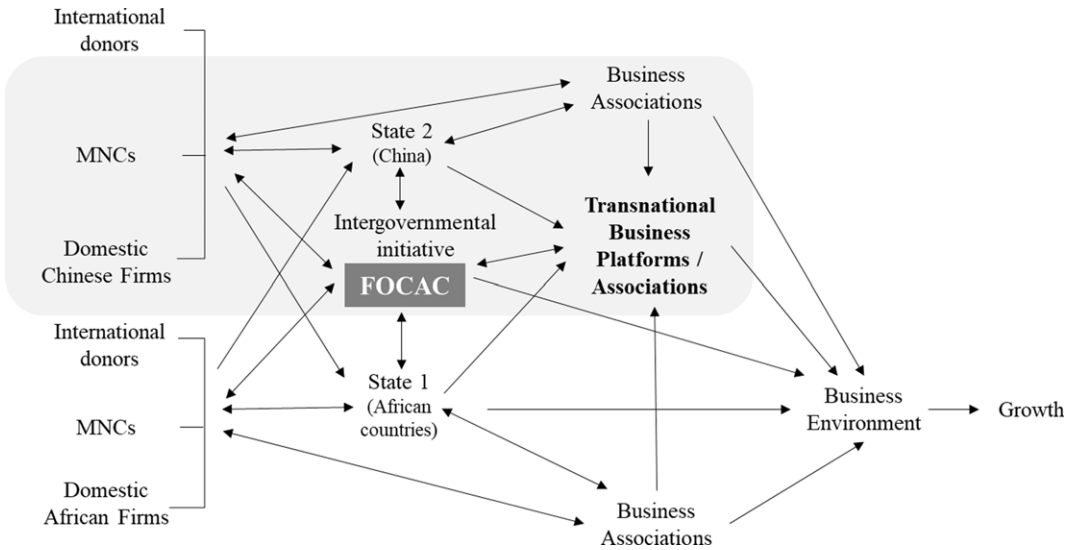 International
donors
MNCs
Domestic
Chinese Firms
State 2
(China)
Intergovernmental
initiative
FOCAC
Business
Associations
Transnational
Business
Platforms /
Associations
International
donors
MNCs
Domestic
African Firms
State 1
(African
countries)
Business
Associations
Business
Environment
Growth